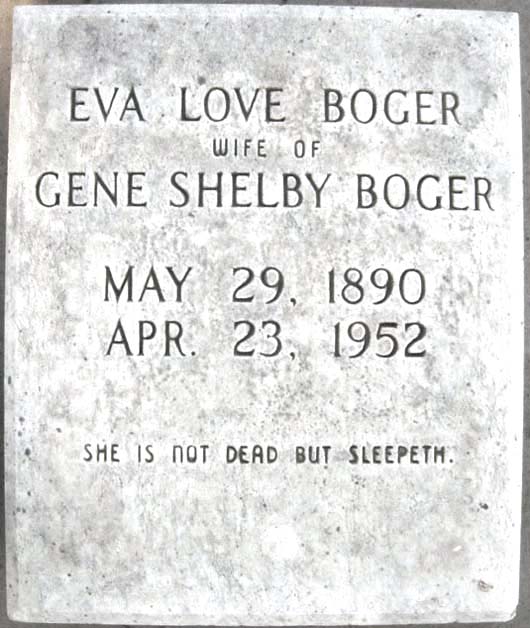 EVA LOVE BOGER
WIFE OF
GENE SHELBY BOGER
MAY 29, 1890
APR. 23, 1952
SHE IS NOT DEAD BUT SLEEPETH.